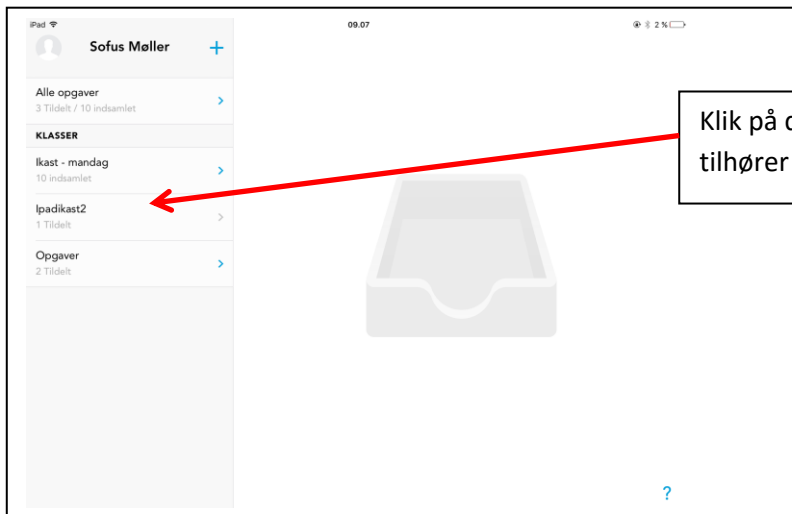 iPad 09.07 2 %
Sofus Møller +
Alle opgaver
3 Tildelt / 10 indsamlet
KLASSER
Ikast - mandag
10 indsamlet
Ipadikast2
1 Tildelt
Opgaver
2 Tildelt
Klik på
tilhører
?